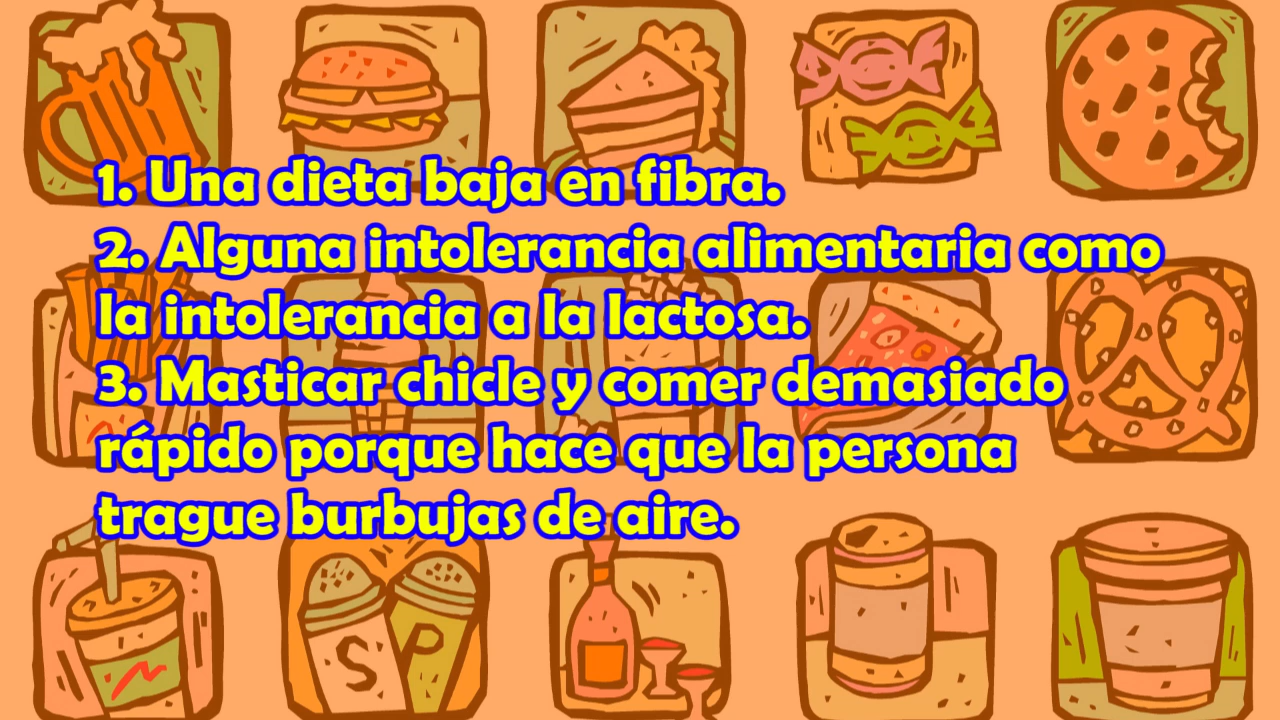 1. Una dieta baja en fibra.
2. Alguna intolerancia alimentaria como
la intolerancia a la lactosa.
3. Masticar chicle y comer demasiado
rápido porque hace que la persona
trague burbujas de aire.
S P